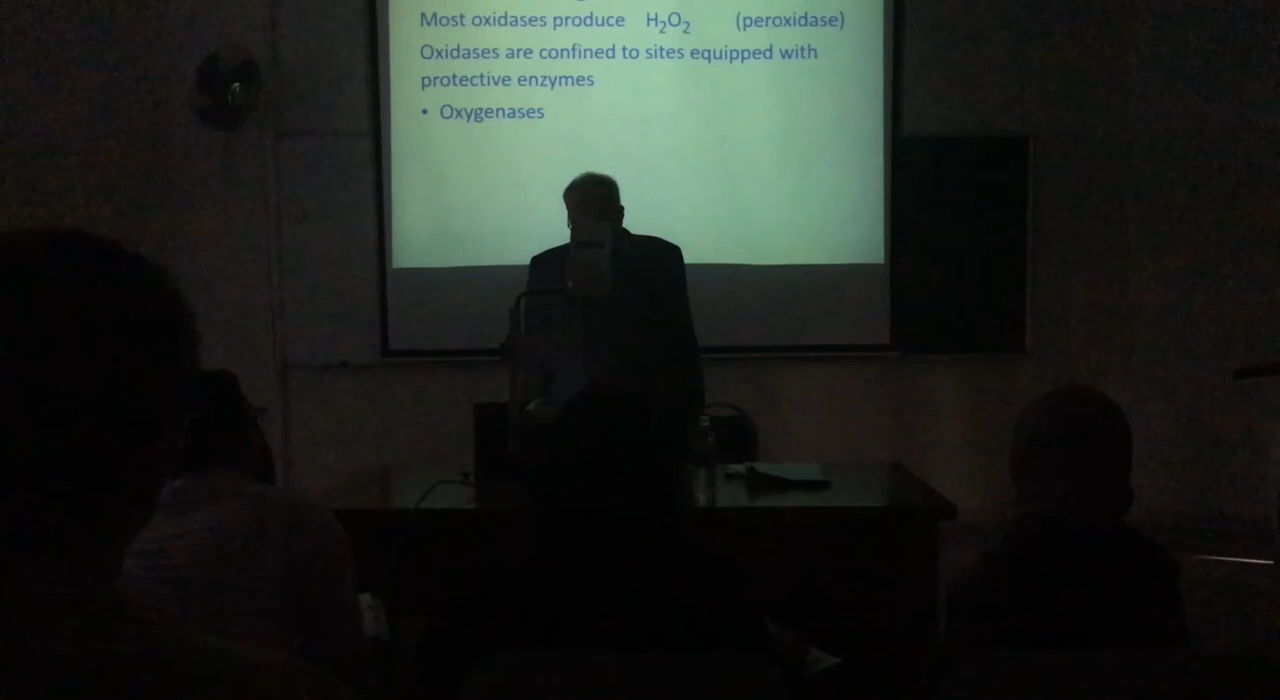 Most oxidases produce H₂O₂ (peroxidase)
Oxidases are confined to sites equipped with
protective enzymes
• Oxygenases